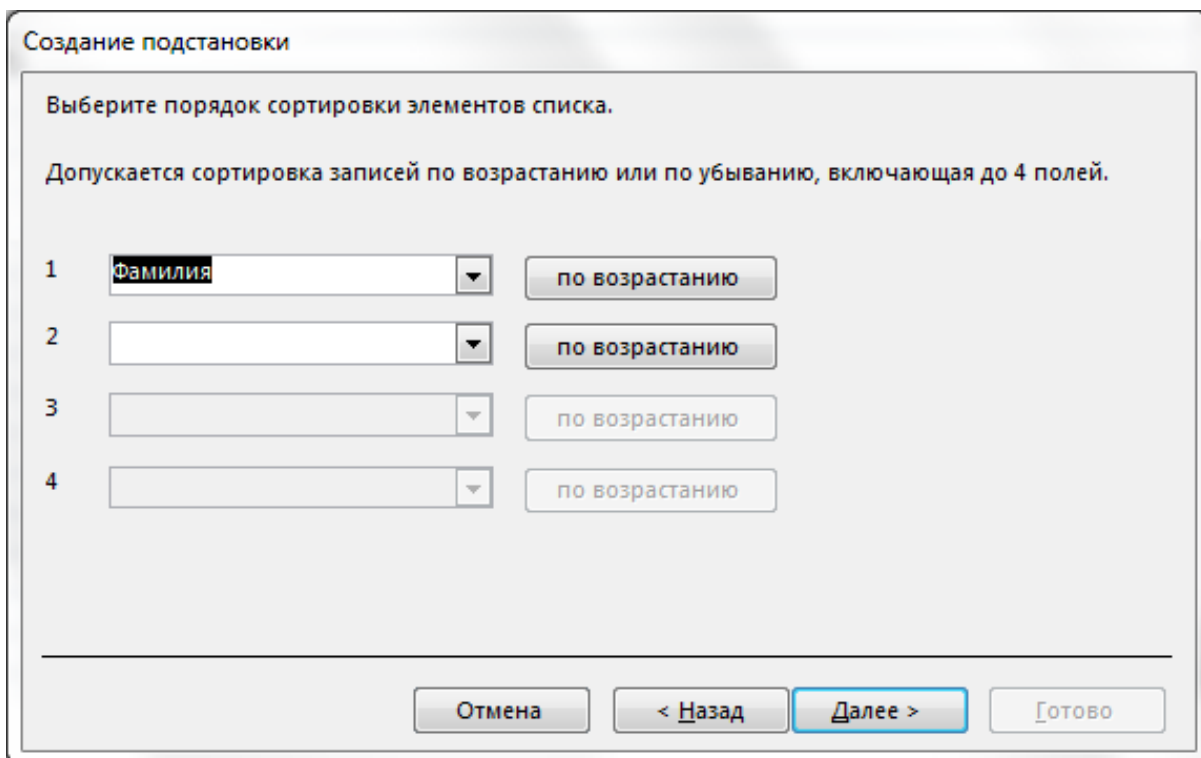 Создание подстановки
Выберите порядок сортировки элементов списка.
Допускается сортировка записей по возрастанию или по убыванию, включающая до 4 полей.
1 Фамилия по возрастанию
2 по возрастанию
3 по возрастанию
4 по возрастанию
Отмена < Назад Далее > Готово